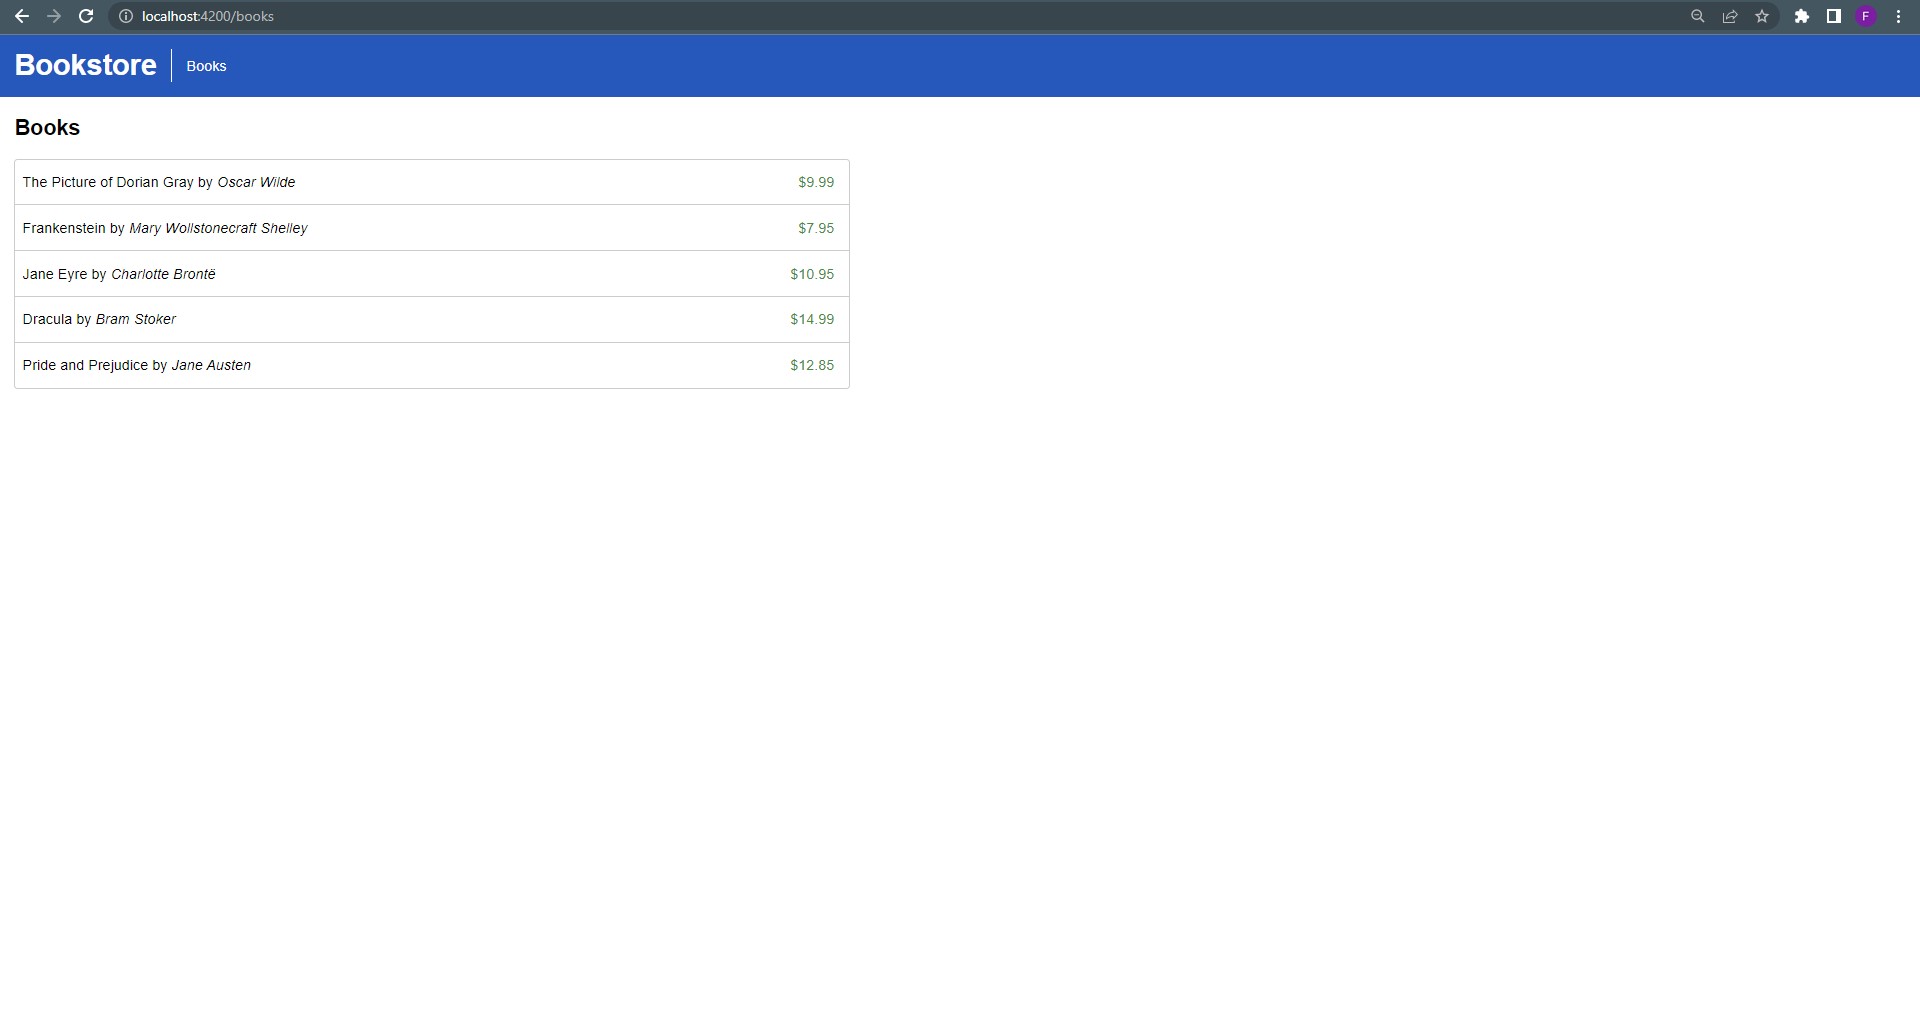 localhost:4200/books
F
Bookstore Books
Books
The Picture of Dorian Gray by Oscar Wilde $9.99
Frankenstein by Mary Wollstonecraft Shelley $7.95
Jane Eyre by Charlotte Brontë $10.95
Dracula by Bram Stoker $14.99
Pride and Prejudice by Jane Austen $12.85